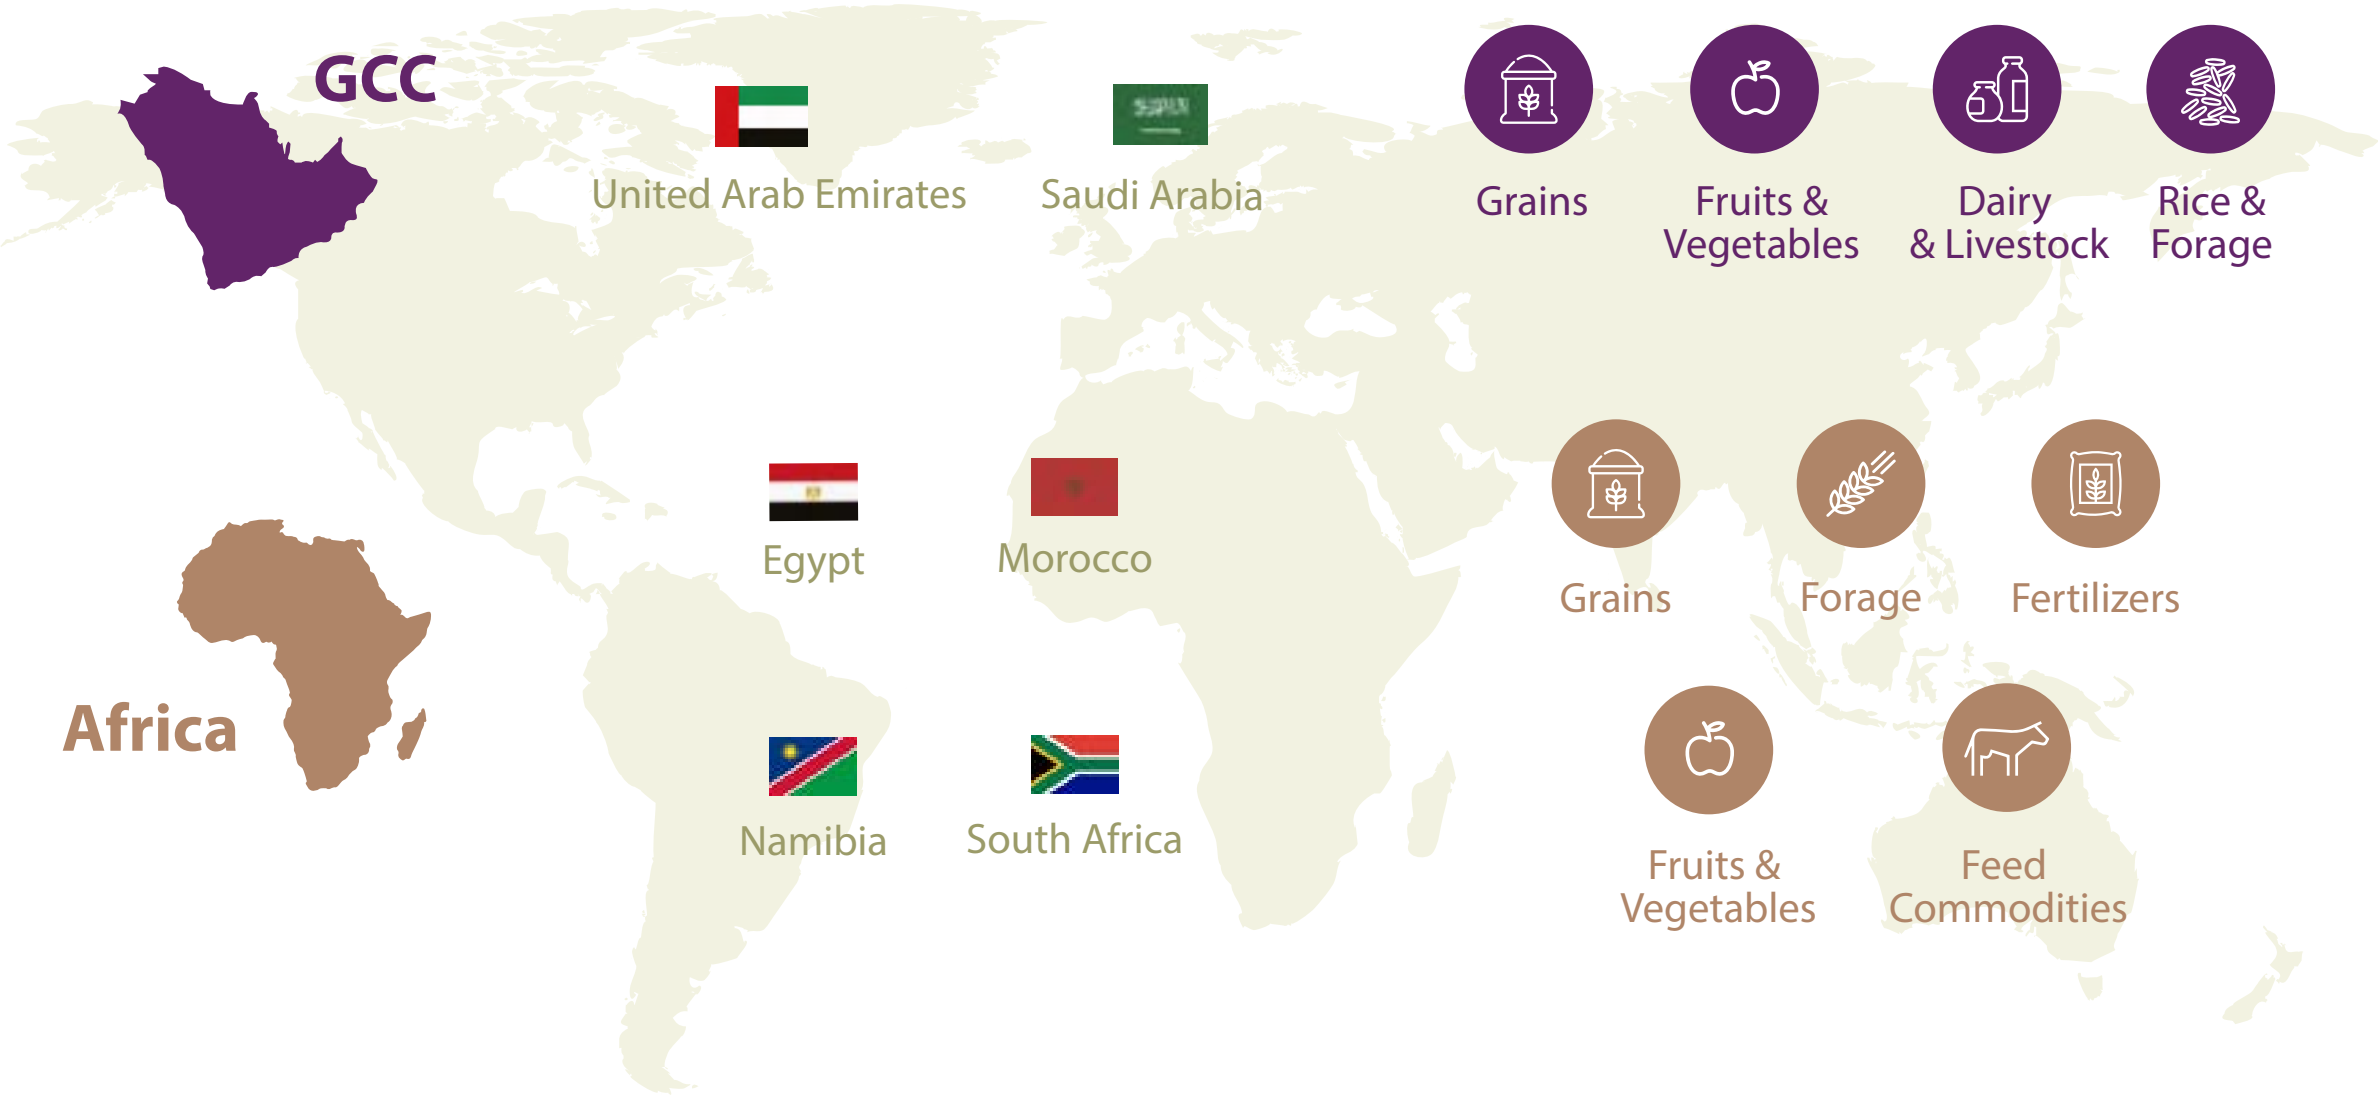 GCC
United Arab Emirates
Saudi Arabia
Grains
Fruits &
Vegetables
Dairy
& Livestock
Rice &
Forage
Africa
Egypt
Morocco
Namibia
South Africa
Grains
Forage
Fertilizers
Fruits &
Vegetables
Feed
Commodities